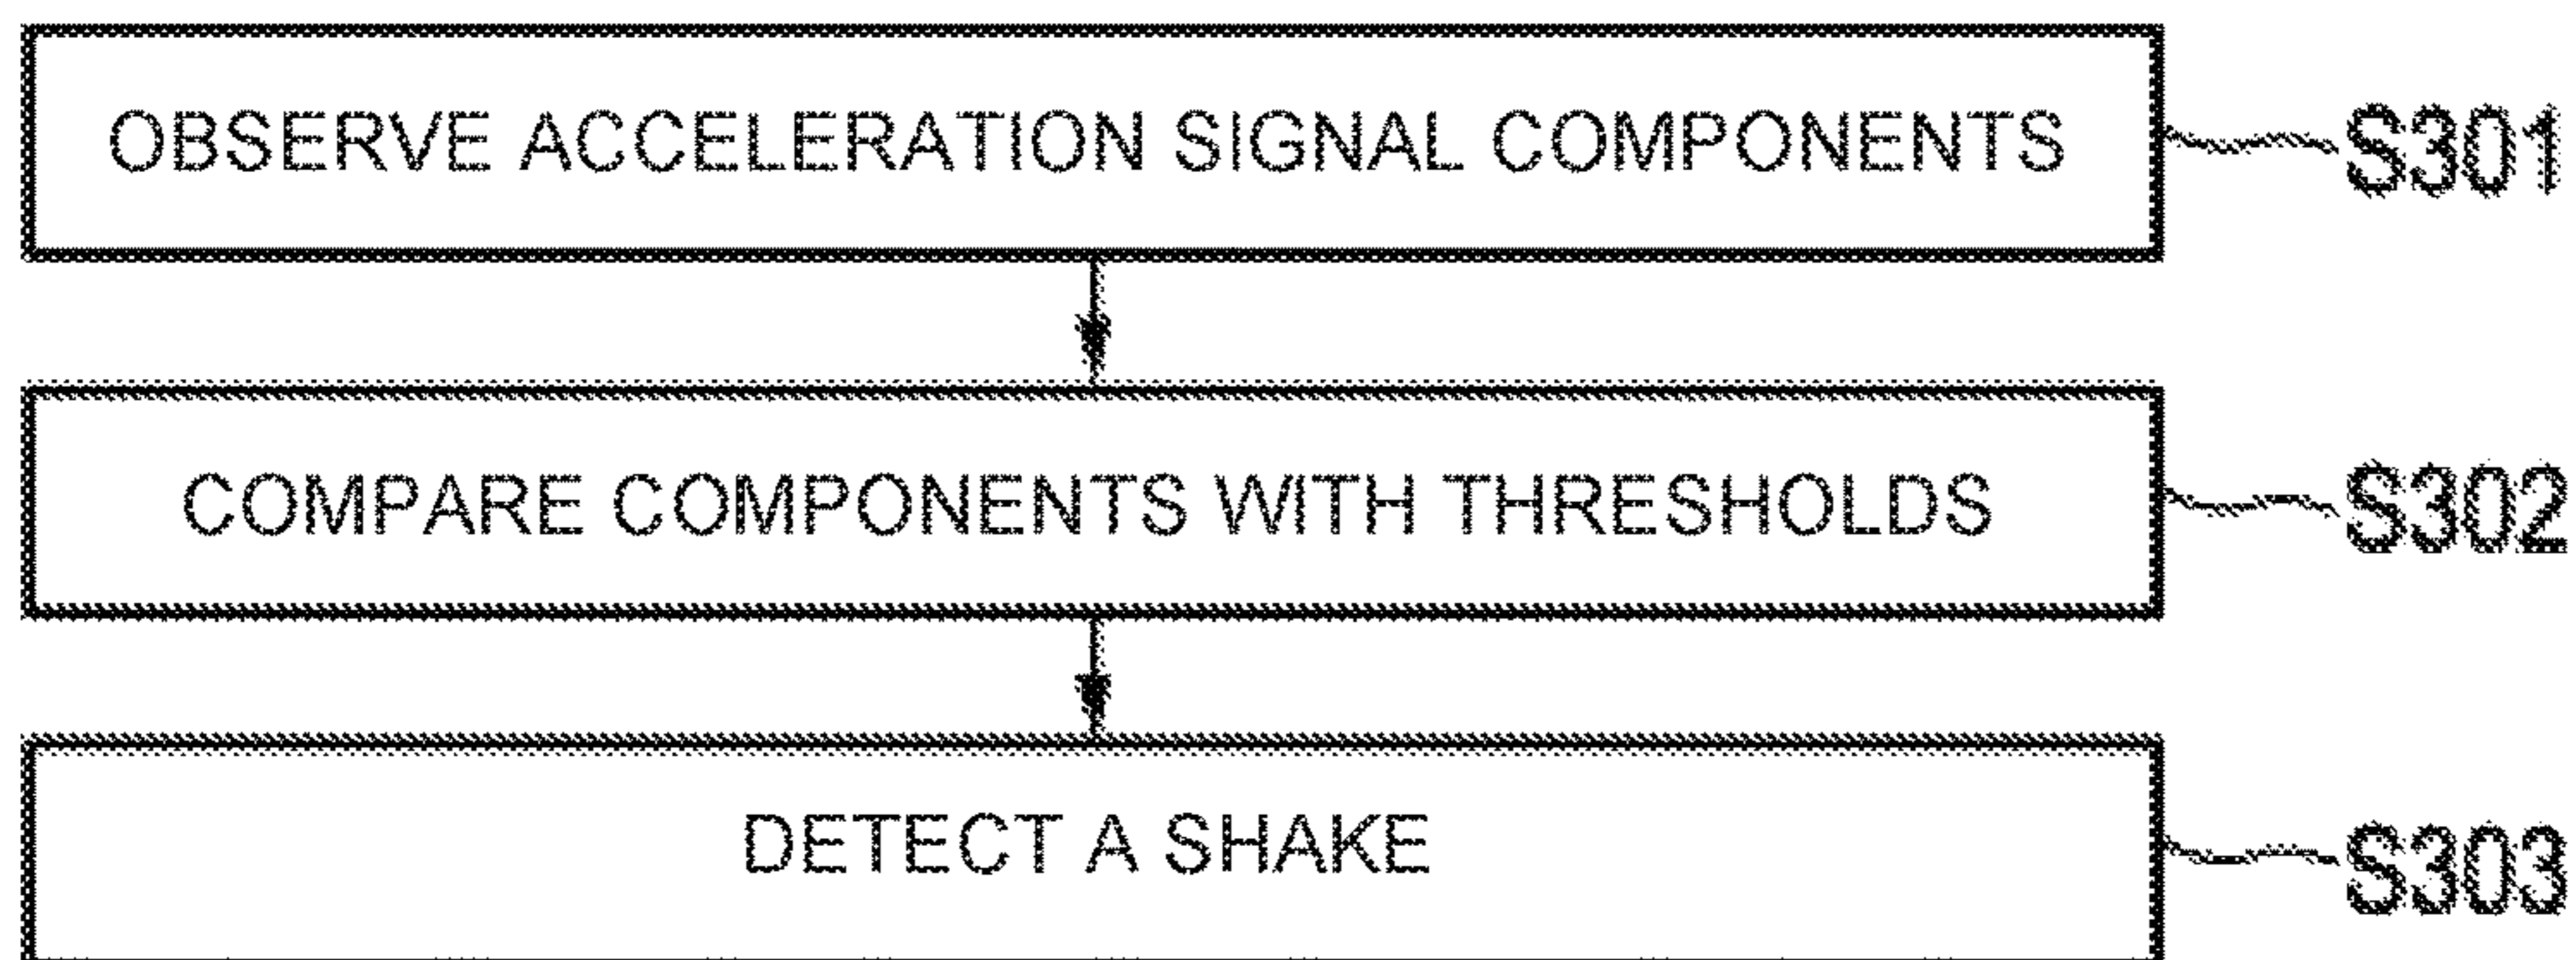 OBSERVE ACCELERATION SIGNAL COMPONENTS S301
COMPARE COMPONENTS WITH THRESHOLDS S302
DETECT A SHAKE S303